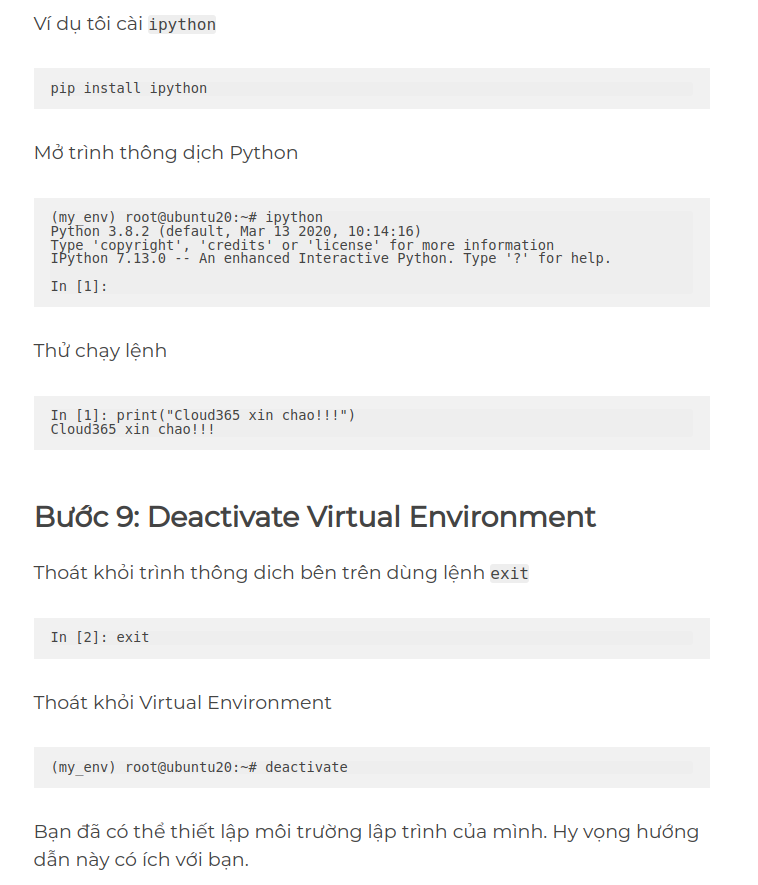 Ví dụ tôi cài ipython
pip install ipython
Mở trình thông dịch Python
(my_env) root@ubuntu20:~# ipython
Python 3.8.2 (default, Mar 13 2020, 10:14:16)
Type 'copyright', 'credits' or 'license' for more information
IPython 7.13.0 -- An enhanced Interactive Python. Type '?' for help.
In [1]:
Thử chạy lệnh
In [1]: print("Cloud365 xin chao!!!")
Cloud365 xin chao!!!
Bước 9: Deactivate Virtual Environment
Thoát khỏi trình thông dich bên trên dùng lệnh exit
In [2]: exit
Thoát khỏi Virtual Environment
(my_env) root@ubuntu20:~# deactivate
Bạn đã có thể thiết lập môi trường lập trình của mình. Hy vọng hướng
dẫn này có ích với bạn.